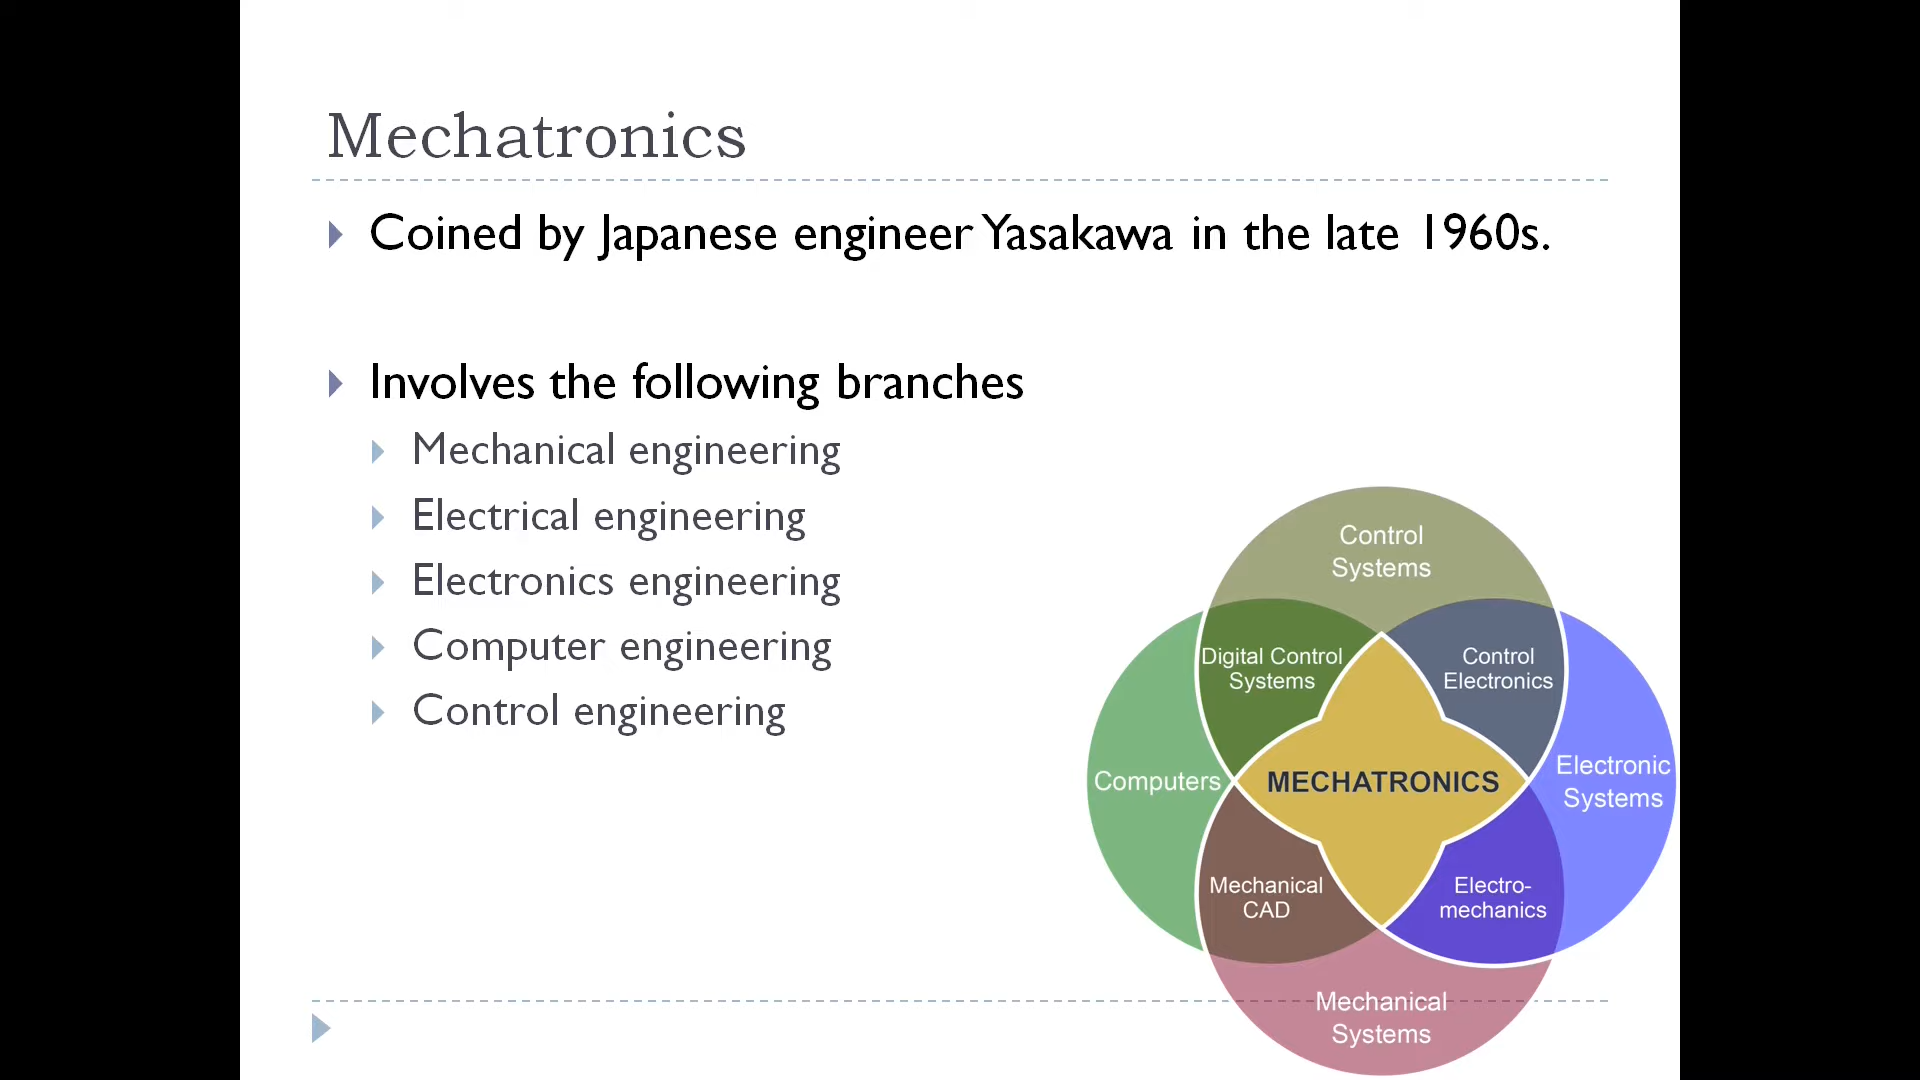 Mechatronics
Coined by Japanese engineer Yasakawa in the late 1960s.
Involves the following branches
Mechanical engineering
Electrical engineering
Electronics engineering
Computer engineering
Control engineering
Control
Systems
Digital Control
Systems
Control
Electronics
Computers
MECHATRONICS
Electronic
Systems
Mechanical
CAD
Electro-
mechanics
Mechanical
Systems